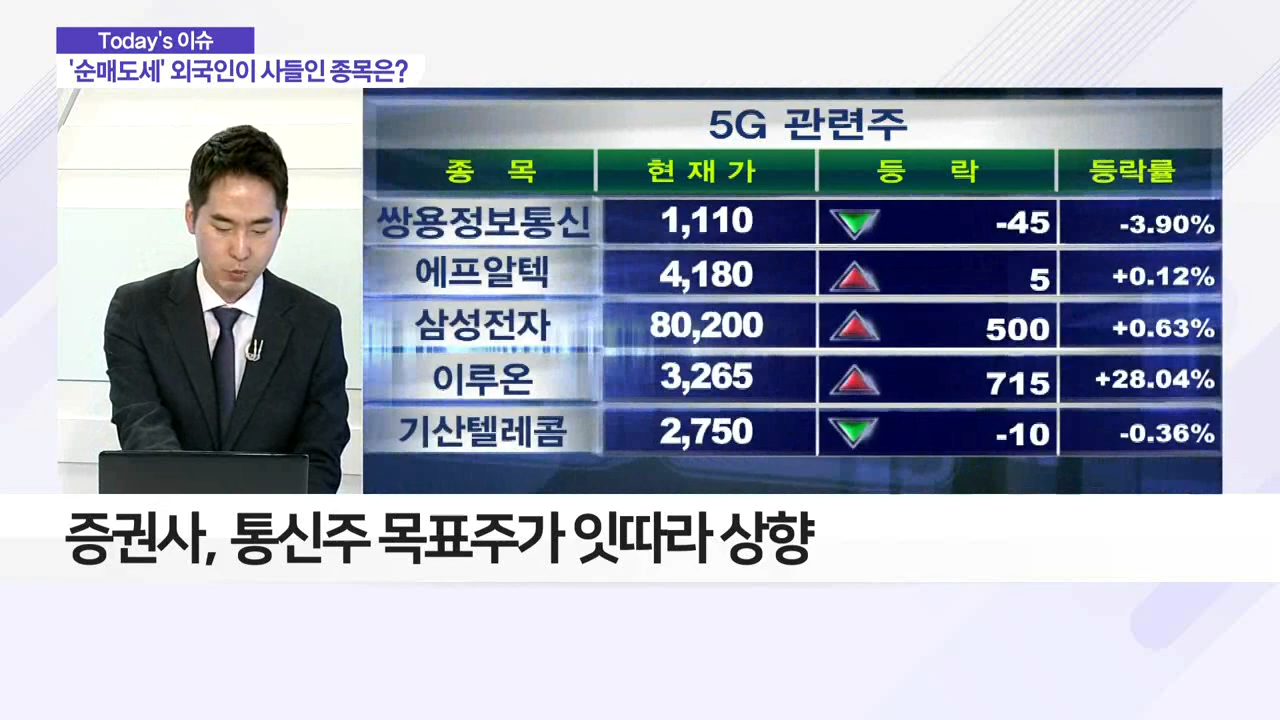 Today's 이슈
'순매도세' 외국인이 사들인 종목은?
5G 관련주
종 목 현 재 가 등 락 등락률
쌍용정보통신 1,110 -45 -3.90%
에프알텍 4,180 5 +0.12%
삼성전자 80,200 500 +0.63%
이루온 3,265 715 +28.04%
기산텔레콤 2,750 -10 -0.36%
증권사, 통신주 목표주가 잇따라 상향